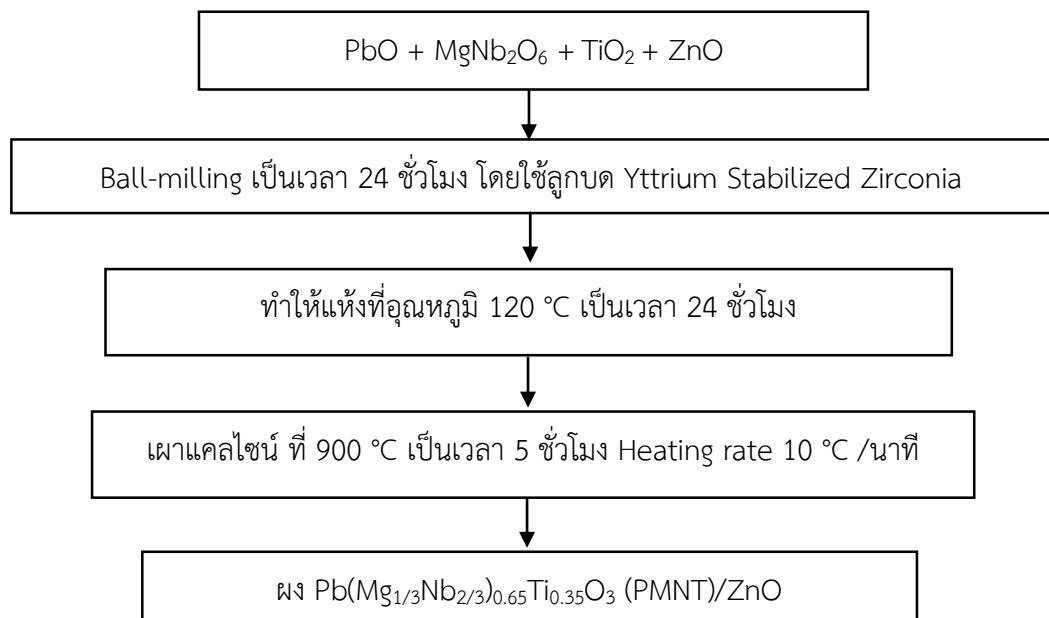 PbO + MgNb₂O₆ + TiO₂ + ZnO
Ball-milling เป็นเวลา 24 ชั่วโมง โดยใช้ลูกบด Yttrium Stabilized Zirconia
ทำให้แห้งที่อุณหภูมิ 120 °C เป็นเวลา 24 ชั่วโมง
เผาแคลไซน์ ที่ 900 °C เป็นเวลา 5 ชั่วโมง Heating rate 10 °C /นาที
ผง Pb(Mg₁/₃Nb₂/₃)₀.₆₅Ti₀.₃₅O₃ (PMNT)/ZnO